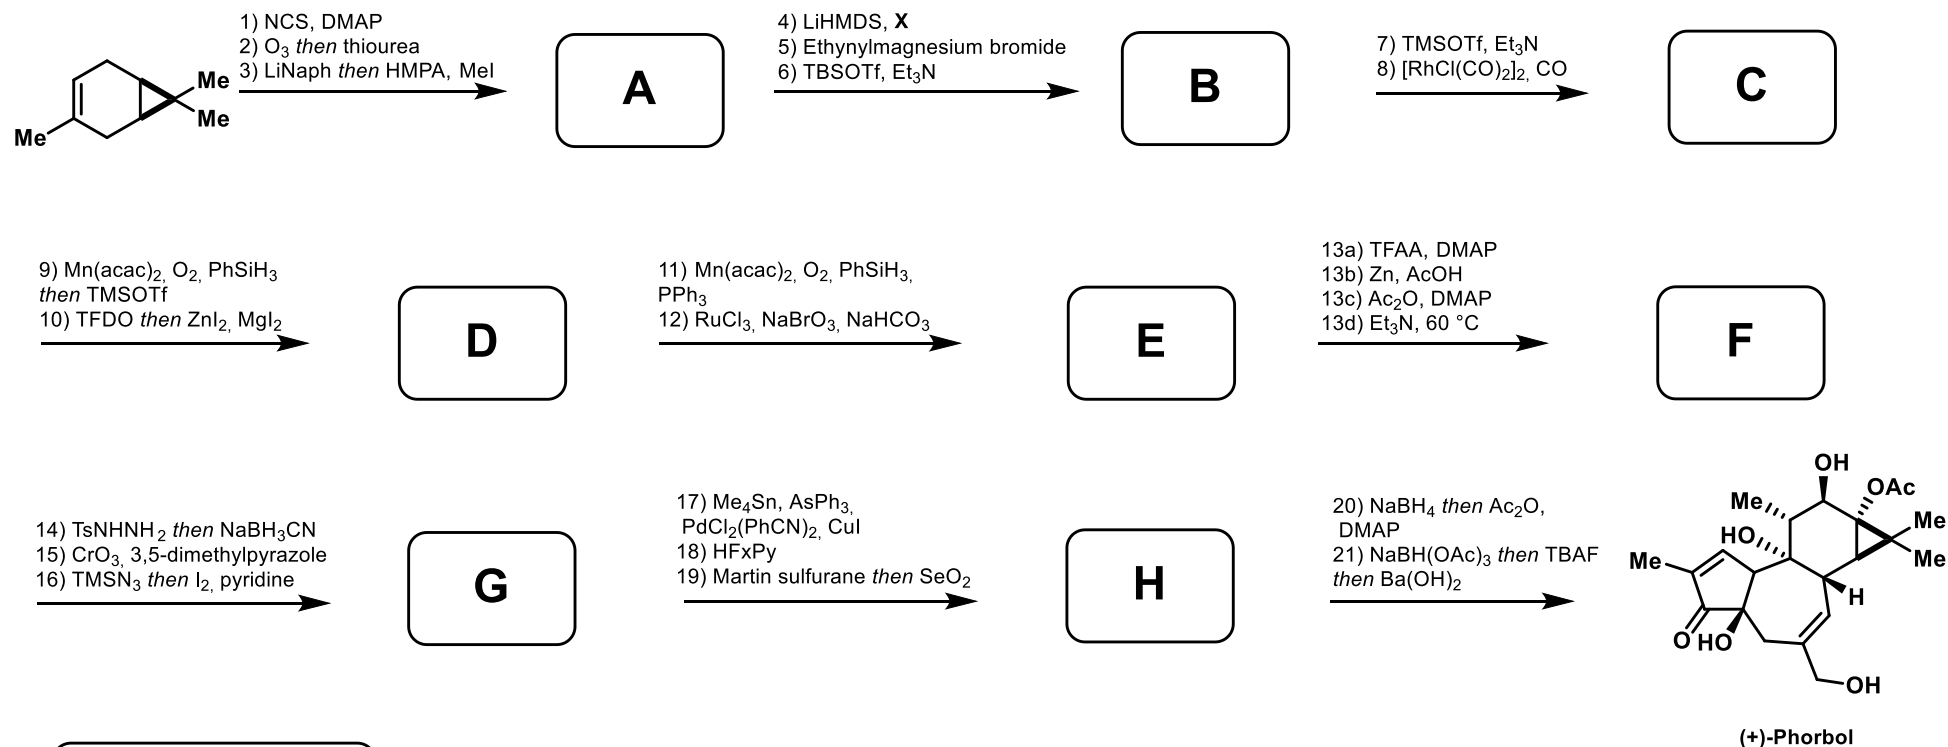 1) NCS, DMAP
2) O3 then thiourea
3) LiNaph then HMPA, MeI
Me
Me
Me
A
4) LiHMDS, X
5) Ethynylmagnesium bromide
6) TBSOTf, Et3N
B
7) TMSOTf, Et3N
8) [RhCl(CO)2]2, CO
C
9) Mn(acac)2, O2, PhSiH3
then TMSOTf
10) TFDO then ZnI2, MgI2
D
11) Mn(acac)2, O2, PhSiH3,
PPh3
12) RuCl3, NaBrO3, NaHCO3
E
13a) TFAA, DMAP
13b) Zn, AcOH
13c) Ac2O, DMAP
13d) Et3N, 60 °C
F
14) TsNHNH2 then NaBH3CN
15) CrO3, 3,5-dimethylpyrazole
16) TMSN3 then I2, pyridine
G
17) Me4Sn, AsPh3,
PdCl2(PhCN)2, CuI
18) HFxPy
19) Martin sulfurane then SeO2
H
20) NaBH4 then Ac2O,
DMAP
21) NaBH(OAc)3 then TBAF
then Ba(OH)2
OH
OAc
Me
Me
HO
Me
Me
H
O
HO
OH
(+)-Phorbol